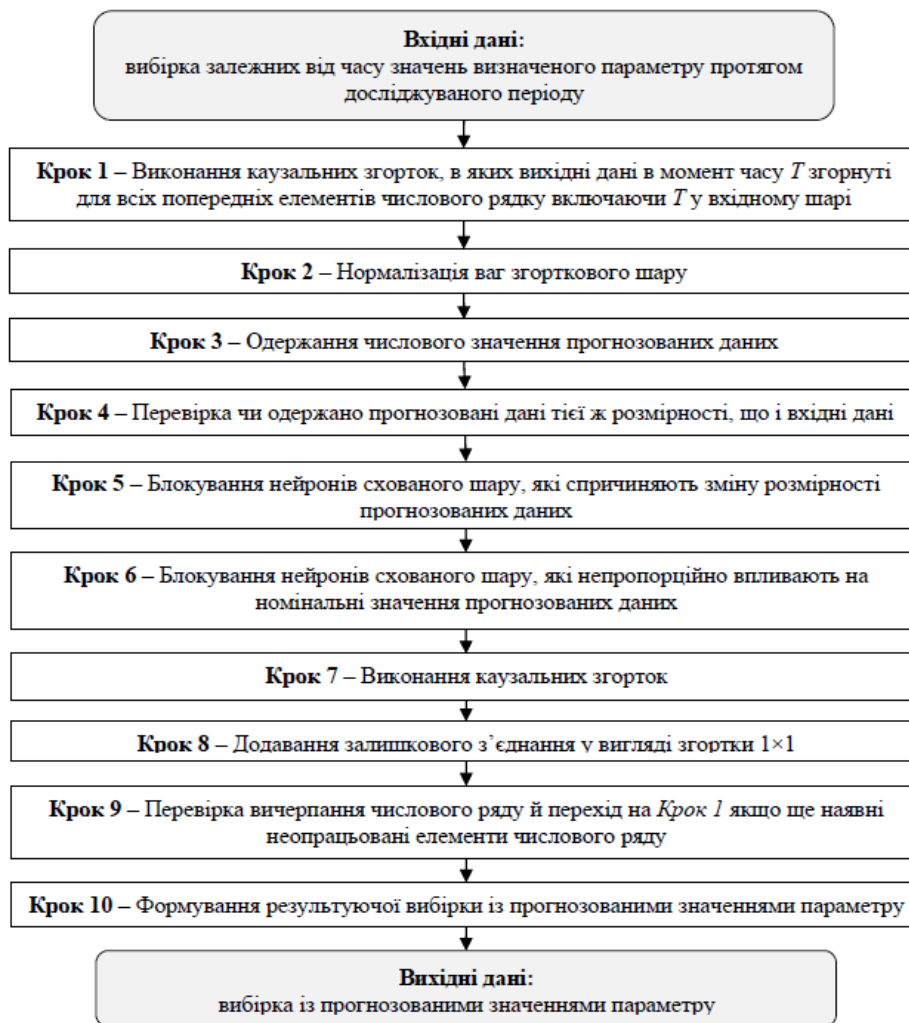 Вхідні дані:
вибірка залежних від часу значень визначеного параметру протягом
досліджуваного періоду
Крок 1 – Виконання каузальних згорток, в яких вихідні дані в момент часу T згорнуті
для всіх попередніх елементів числового рядку включаючи T у вхідному шарі
Крок 2 – Нормалізація ваг згорткового шару
Крок 3 – Одержання числового значення прогнозованих даних
Крок 4 – Перевірка чи одержано прогнозовані дані тієї ж розмірності, що і вхідні дані
Крок 5 – Блокування нейронів схованого шару, які спричиняють зміну розмірності
прогнозованих даних
Крок 6 – Блокування нейронів схованого шару, які непропорційно впливають на
номінальні значення прогнозованих даних
Крок 7 – Виконання каузальних згорток
Крок 8 – Додавання залишкового з’єднання у вигляді згортки 1×1
Крок 9 – Перевірка вичерпання числового ряду й перехід на Крок 1 якщо ще наявні
неопрацьовані елементи числового ряду
Крок 10 – Формування результуючої вибірки із прогнозованими значеннями параметру
Вихідні дані:
вибірка із прогнозованими значеннями параметру